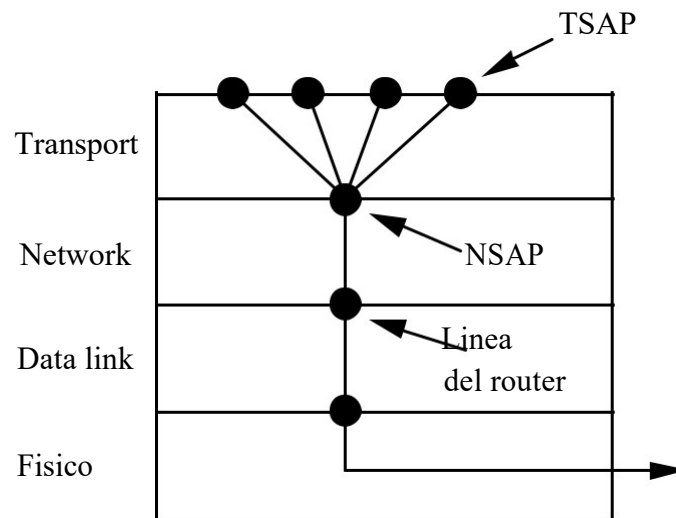 TSAP
Transport
Network
NSAP
Data link
Linea
del router
Fisico